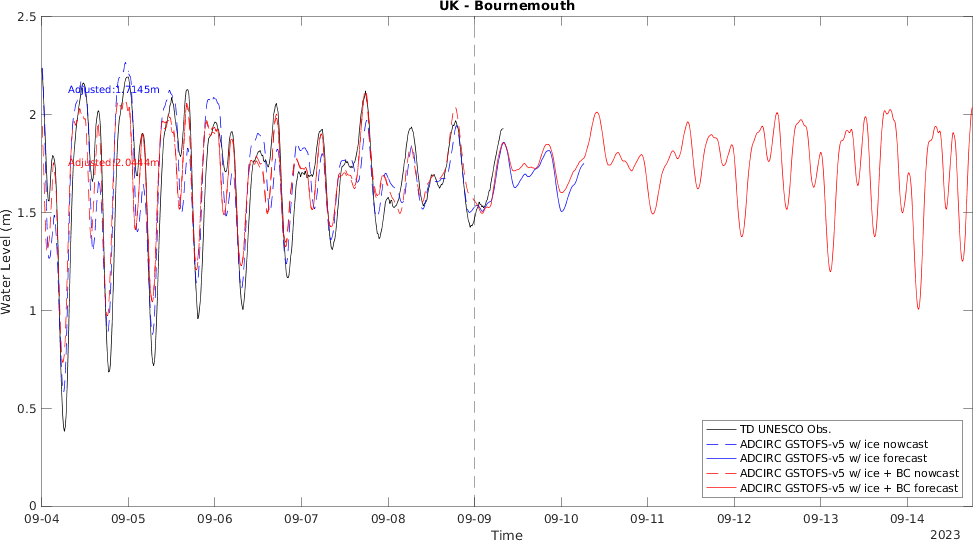 UK - Bournemouth
2.5
2
1.5
1
0.5
0
Water Level (m)
Adjusted:1.7145m
Adjusted:2.0444m
TD UNESCO Obs.
ADCIRC GSTOFS-v5 w/ ice nowcast
ADCIRC GSTOFS-v5 w/ ice forecast
ADCIRC GSTOFS-v5 w/ ice + BC nowcast
ADCIRC GSTOFS-v5 w/ ice + BC forecast
09-04 09-05 09-06 09-07 09-08 09-09 09-10 09-11 09-12 09-13 09-14
Time
2023